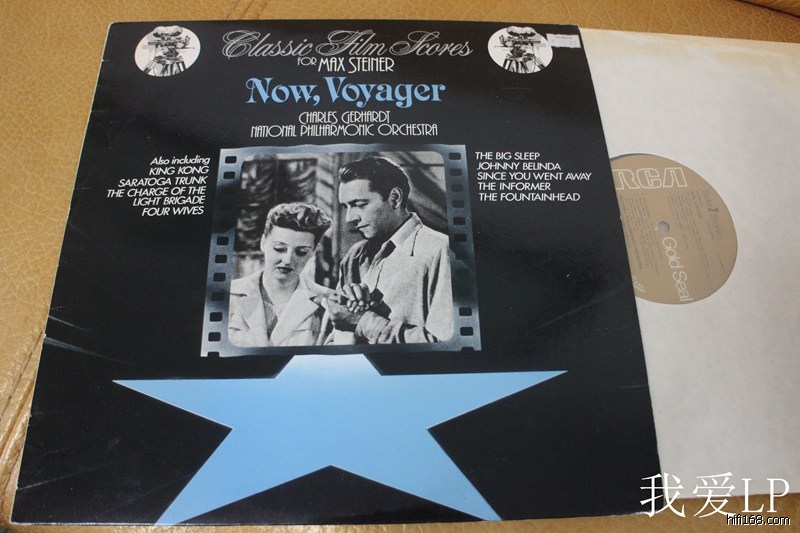 Classic Film Scores
FOR MAX STEINER
Now, Voyager
CHARLES GERHARDT
NATIONAL PHILHARMONIC ORCHESTRA
Also including
KING KONG
SARATOGA TRUNK
THE CHARGE OF THE
LIGHT BRIGADE
FOUR WIVES
THE BIG SLEEP
JOHNNY BELINDA
SINCE YOU WENT AWAY
THE INFORMER
THE FOUNTAINHEAD
RCA
Gold Seal
我爱LP
hifi168.com